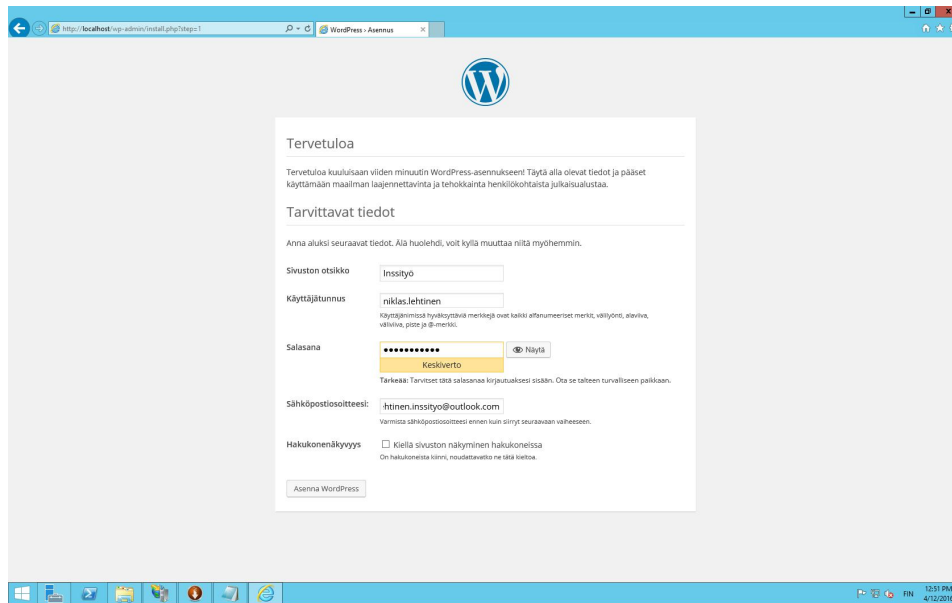 http://localhost/wp-admin/install.php?step=1
WordPress › Asennus
Tervetuloa
Tervetuloa kuuluisaan viiden minuutin WordPress-asennukseen! Täytä alla olevat tiedot ja pääset
käyttämään maailman laajennettavinta ja tehokkainta henkilökohtaista julkaisualustaa.
Tarvittavat tiedot
Anna aluksi seuraavat tiedot. Älä huolehdi, voit kyllä muuttaa niitä myöhemmin.
Sivuston otsikko
Inssityö
Käyttäjätunnus
niklas.lehtinen
Käyttäjänimissä hyväksyttäviä merkkejä ovat kaikki alfanumeeriset merkit, välilyönti, alaviiva,
väliviiva, piste ja @-merkki.
Salasana
●●●●●●●●●●●
Näytä
Keskiverto
Tärkeää: Tarvitset tätä salasanaa kirjautuaksesi sisään. Ota se talteen turvalliseen paikkaan.
Sähköpostiosoitteesi:
htinen.inssityo@outlook.com
Varmista sähköpostiosoitteesi ennen kuin siirryt seuraavaan vaiheeseen.
Hakukonenäkyvyys
Kiellä sivuston näkyminen hakukoneissa
On hakukoneista kiinni, noudattavatko ne tätä kieltoa.
Asenna WordPress
FIN
12:51 PM
4/12/2016